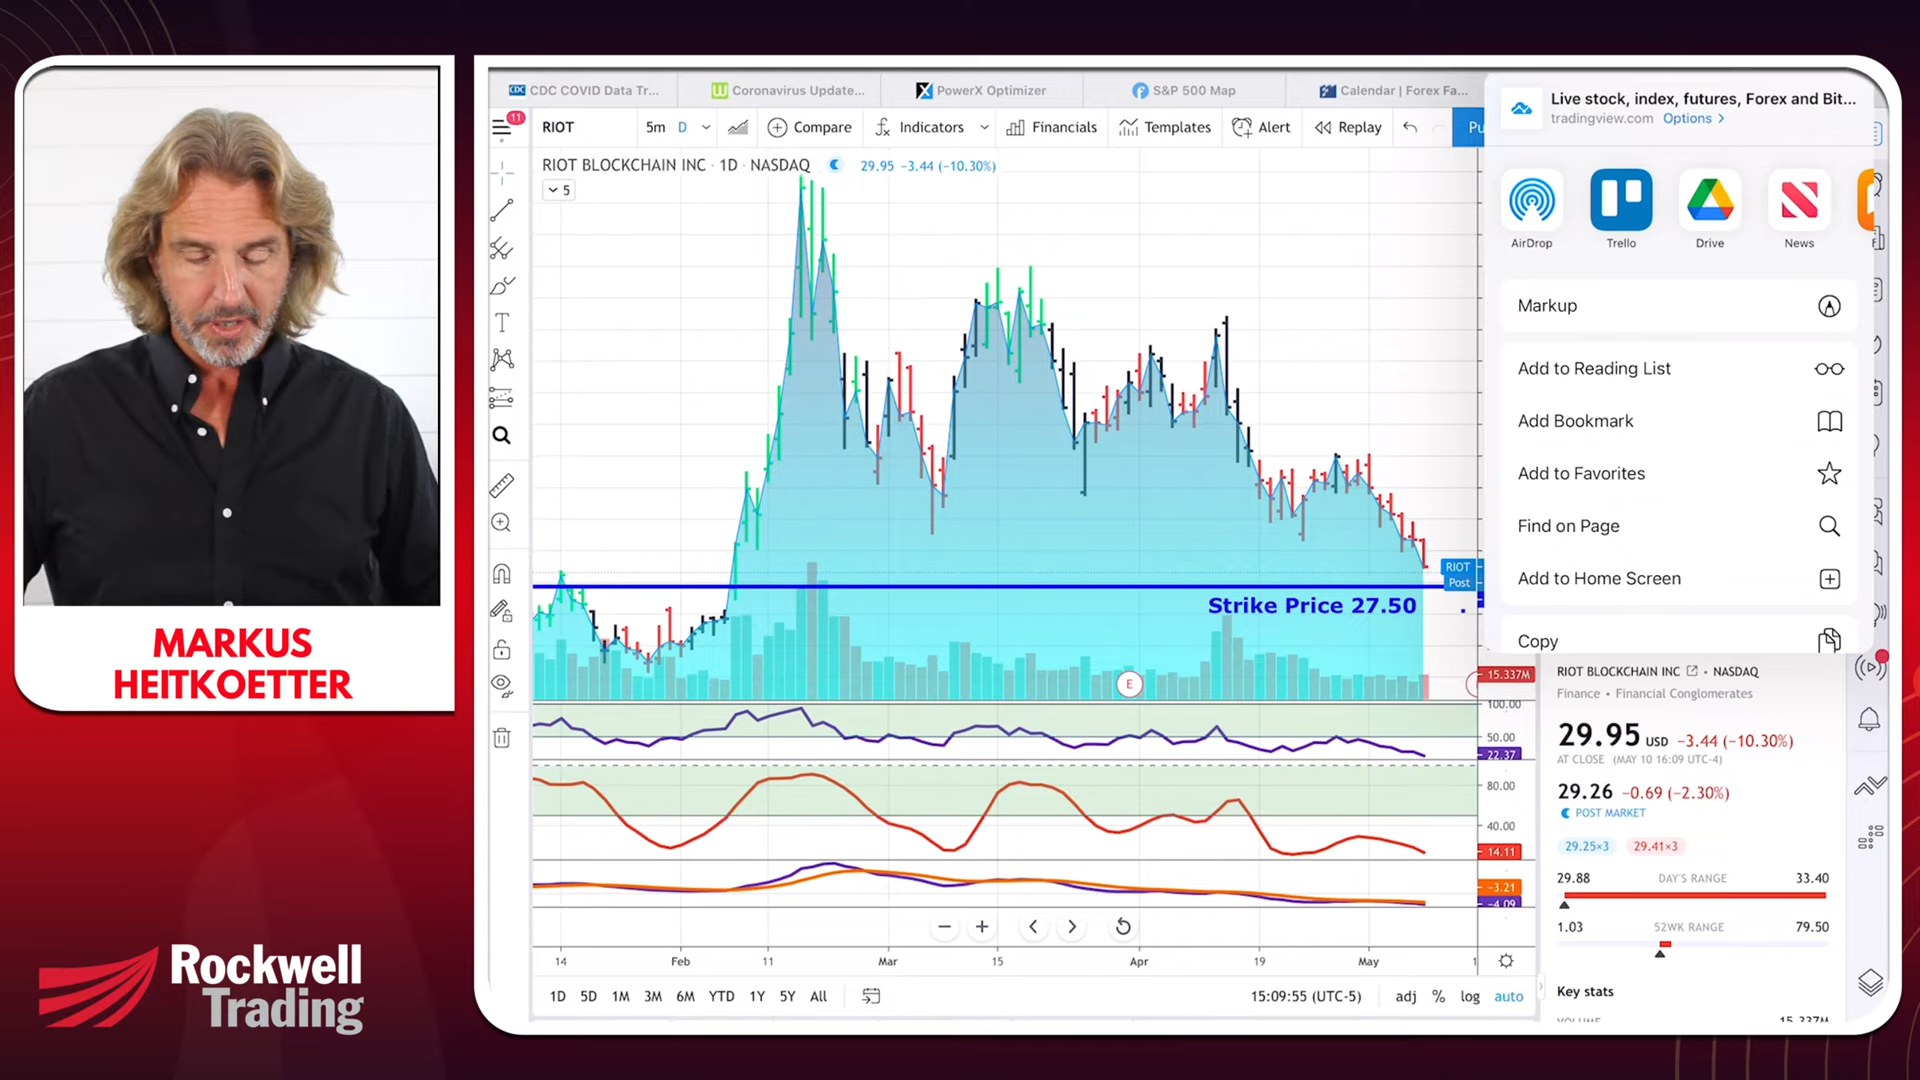 MARKUS
HEITKOETTER
Rockwell
Trading
CDC COVID Data Tr...
Coronavirus Update...
PowerX Optimizer
S&P 500 Map
Calendar | Forex Fa...
11
RIOT
5m D
Compare
Indicators
Financials
Templates
Alert
Replay
Pu
RIOT BLOCKCHAIN INC · 1D · NASDAQ
29.95 −3.44 (−10.30%)
5
RIOT
Post
Strike Price 27.50
E
15.337M
100.00
50.00
22.37
80.00
40.00
14.11
−3.21
−4.09
14
Feb
11
Mar
15
Apr
19
May
1D 5D 1M 3M 6M YTD 1Y 5Y All
15:09:55 (UTC-5)
adj % log auto
Live stock, index, futures, Forex and Bit...
tradingview.com Options >
AirDrop
Trello
Drive
News
Markup
Add to Reading List
Add Bookmark
Add to Favorites
Find on Page
Add to Home Screen
Copy
RIOT BLOCKCHAIN INC • NASDAQ
Finance • Financial Conglomerates
29.95 USD −3.44 (−10.30%)
AT CLOSE (MAY 10 16:09 UTC-4)
29.26 −0.69 (−2.30%)
POST MARKET
29.25×3 29.41×3
29.88 DAY'S RANGE 33.40
1.03 52WK RANGE 79.50
Key stats
VOLUME 15.337M